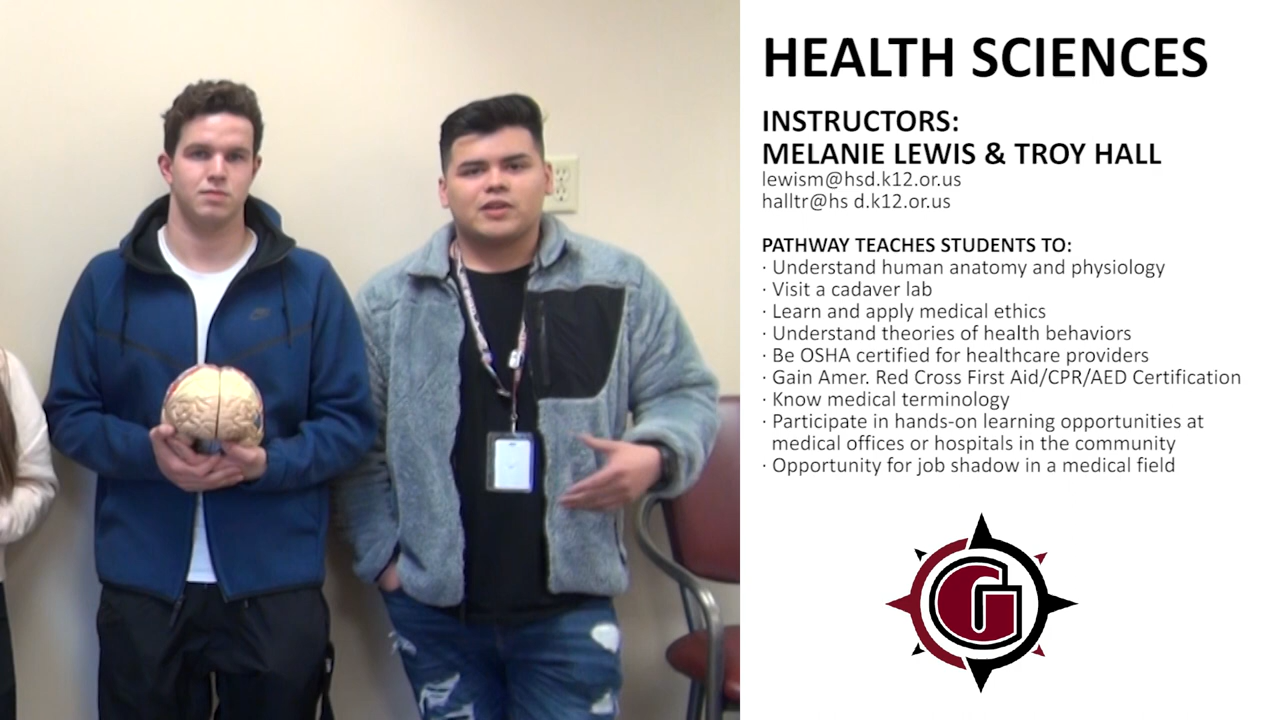 HEALTH SCIENCES
INSTRUCTORS:
MELANIE LEWIS & TROY HALL
lewism@hsd.k12.or.us
halltr@hs d.k12.or.us
PATHWAY TEACHES STUDENTS TO:
· Understand human anatomy and physiology
· Visit a cadaver lab
· Learn and apply medical ethics
· Understand theories of health behaviors
· Be OSHA certified for healthcare providers
· Gain Amer. Red Cross First Aid/CPR/AED Certification
· Know medical terminology
· Participate in hands-on learning opportunities at
medical offices or hospitals in the community
· Opportunity for job shadow in a medical field
G